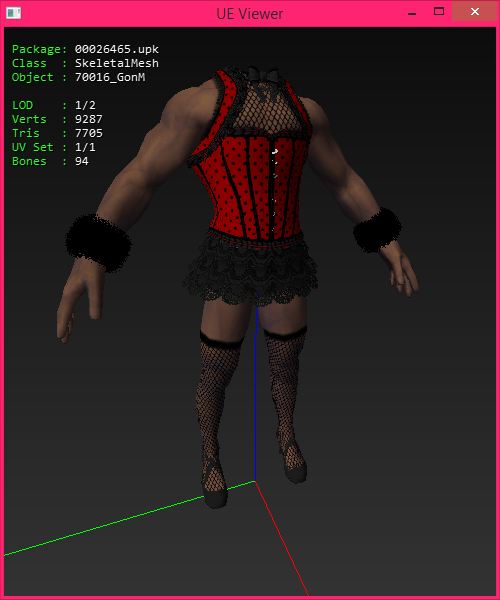 UE Viewer
Package: 00026465.upk
Class  : SkeletalMesh
Object : 70016_GonM
LOD    : 1/2
Verts  : 9287
Tris   : 7705
UV Set : 1/1
Bones  : 94